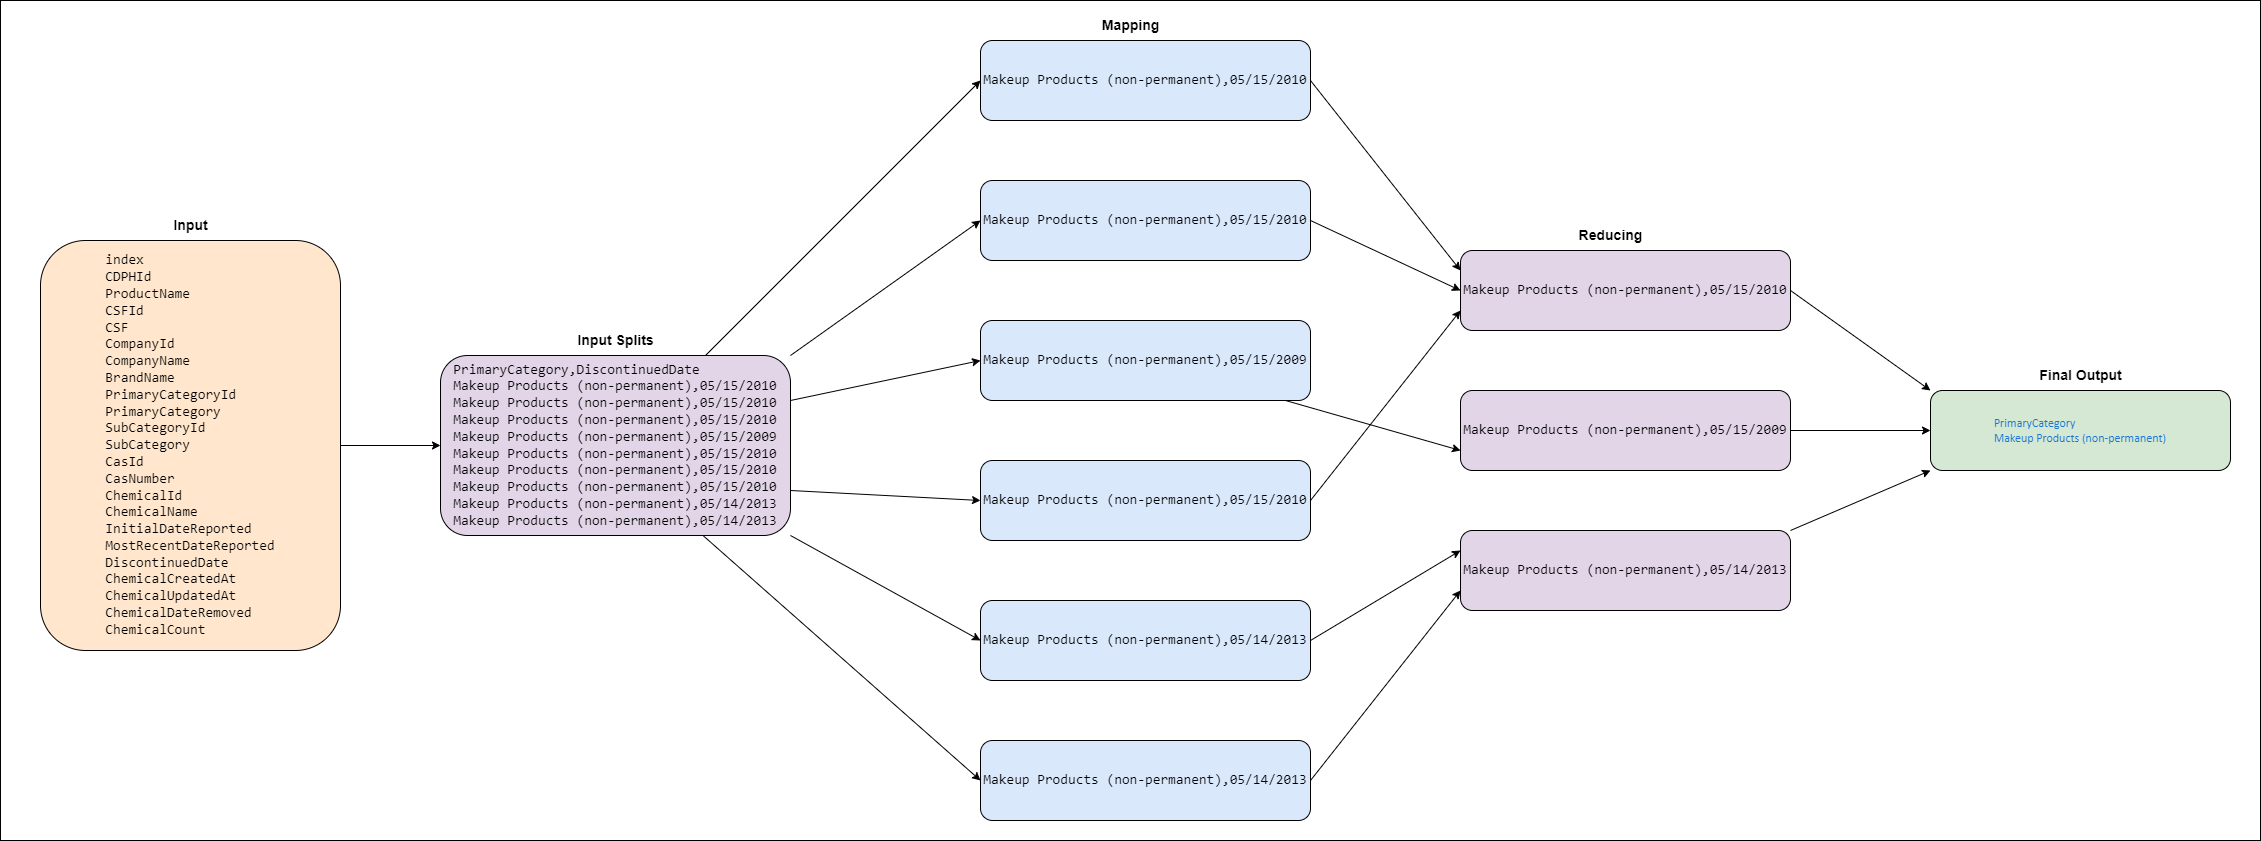 Input
index
CDPHId
ProductName
CSFId
CSF
CompanyId
CompanyName
BrandName
PrimaryCategoryId
PrimaryCategory
SubCategoryId
SubCategory
CasId
CasNumber
ChemicalId
ChemicalName
InitialDateReported
MostRecentDateReported
DiscontinuedDate
ChemicalCreatedAt
ChemicalUpdatedAt
ChemicalDateRemoved
ChemicalCount
Input Splits
PrimaryCategory,DiscontinuedDate
Makeup Products (non-permanent),05/15/2010
Makeup Products (non-permanent),05/15/2010
Makeup Products (non-permanent),05/15/2010
Makeup Products (non-permanent),05/15/2009
Makeup Products (non-permanent),05/15/2010
Makeup Products (non-permanent),05/15/2010
Makeup Products (non-permanent),05/15/2010
Makeup Products (non-permanent),05/14/2013
Makeup Products (non-permanent),05/14/2013
Mapping
Makeup Products (non-permanent),05/15/2010
Makeup Products (non-permanent),05/15/2010
Makeup Products (non-permanent),05/15/2009
Makeup Products (non-permanent),05/15/2010
Makeup Products (non-permanent),05/14/2013
Makeup Products (non-permanent),05/14/2013
Reducing
Makeup Products (non-permanent),05/15/2010
Makeup Products (non-permanent),05/15/2009
Makeup Products (non-permanent),05/14/2013
Final Output
PrimaryCategory
Makeup Products (non-permanent)